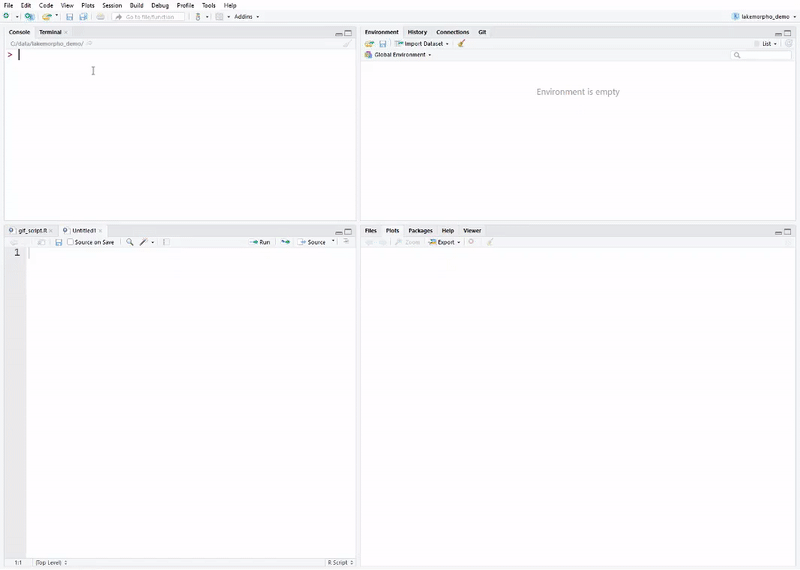 File Edit Code View Plots Session Build Debug Profile Tools Help
Go to file/function Addins lakemorpho_demo
Console Terminal
C:/data/lakemorpho_demo/
>
Environment History Connections Git
Import Dataset List
Global Environment
Environment is empty
gif_script.R Untitled1
Source on Save Run Source
1
1:1 (Top Level) R Script
Files Plots Packages Help Viewer
Zoom Export